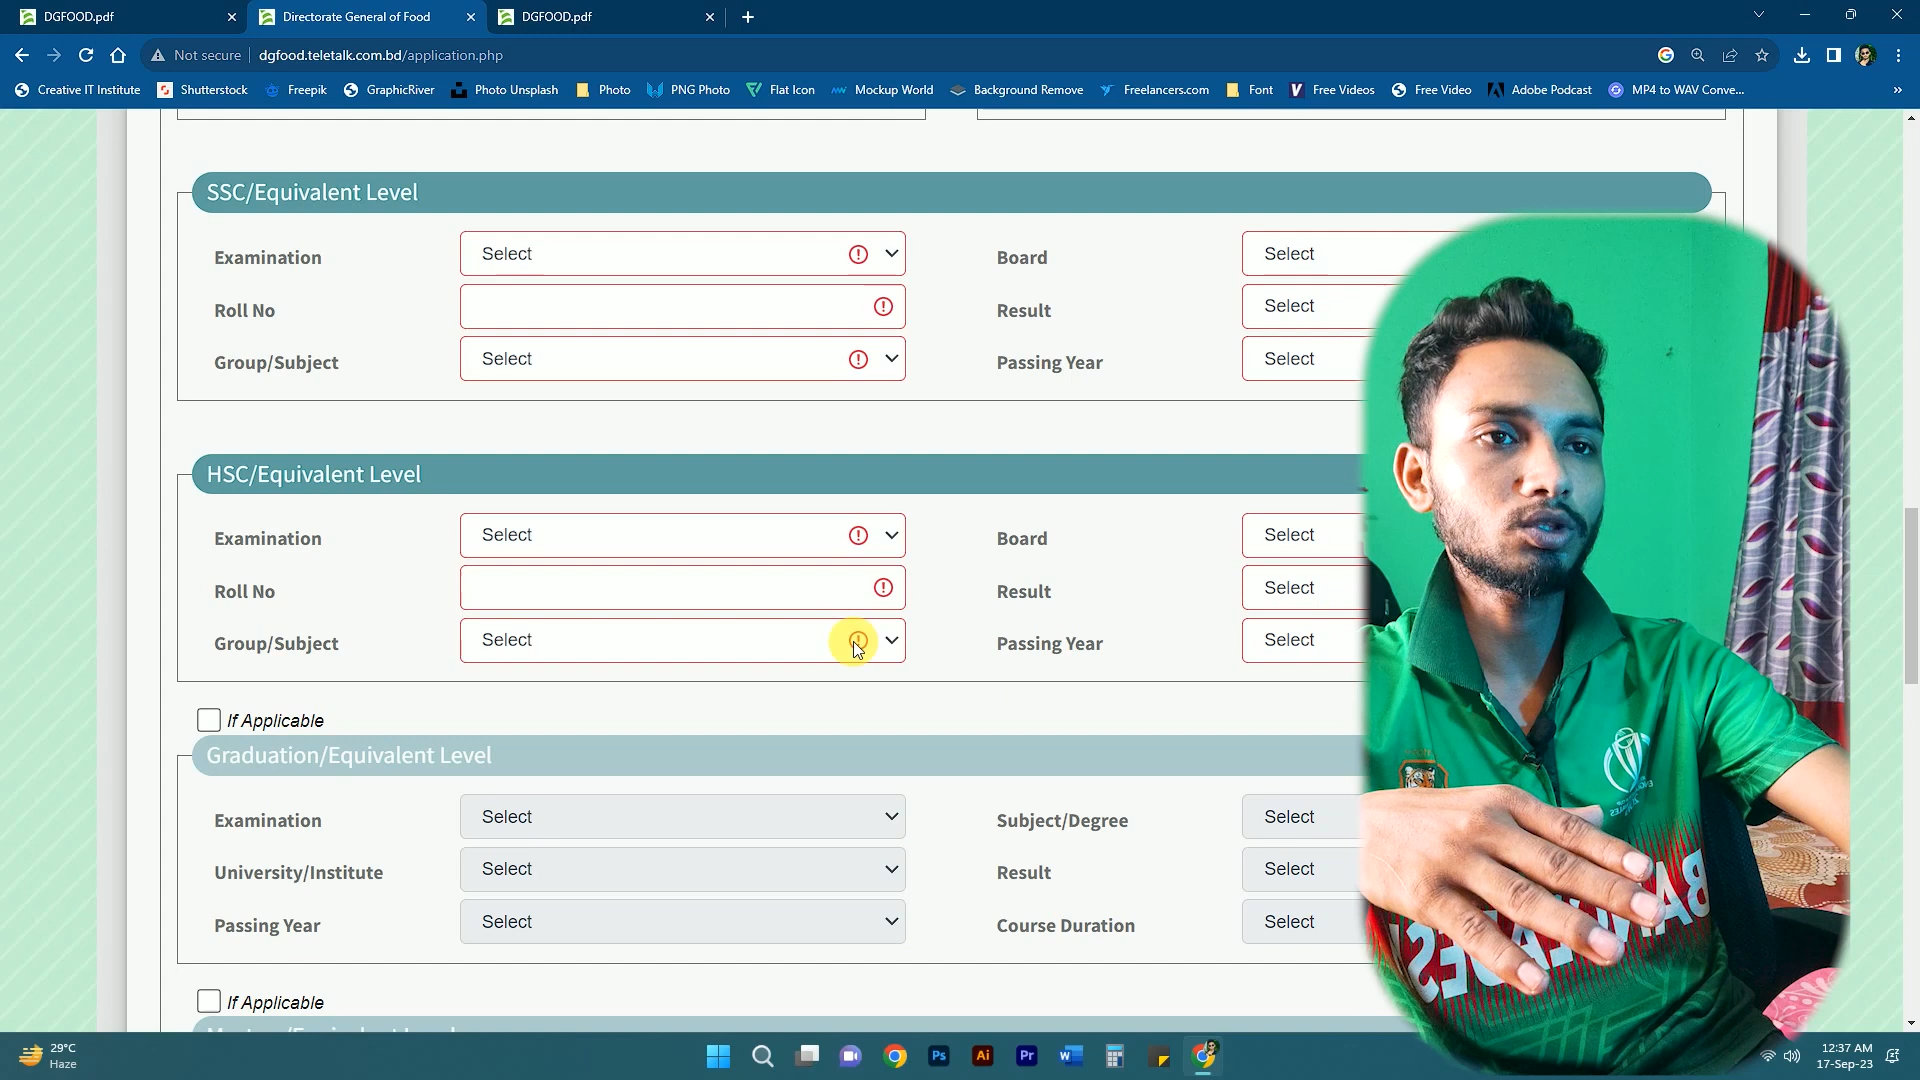 DGFOOD.pdf
Directorate General of Food
DGFOOD.pdf
Not secure
dgfood.teletalk.com.bd/application.php
Creative IT Institute
Shutterstock
Freepik
GraphicRiver
Photo Unsplash
Photo
PNG Photo
Flat Icon
Mockup World
Background Remove
Freelancers.com
Font
Free Videos
Free Video
Adobe Podcast
MP4 to WAV Conve...
SSC/Equivalent Level
Examination
Select
Board
Select
Roll No
Result
Select
Group/Subject
Select
Passing Year
Select
HSC/Equivalent Level
Examination
Select
Board
Select
Roll No
Result
Select
Group/Subject
Select
Passing Year
Select
If Applicable
Graduation/Equivalent Level
Examination
Select
Subject/Degree
Select
University/Institute
Select
Result
Select
Passing Year
Select
Course Duration
Select
If Applicable
29°C
Haze
Ps
Ai
Pr
12:37 AM
17-Sep-23